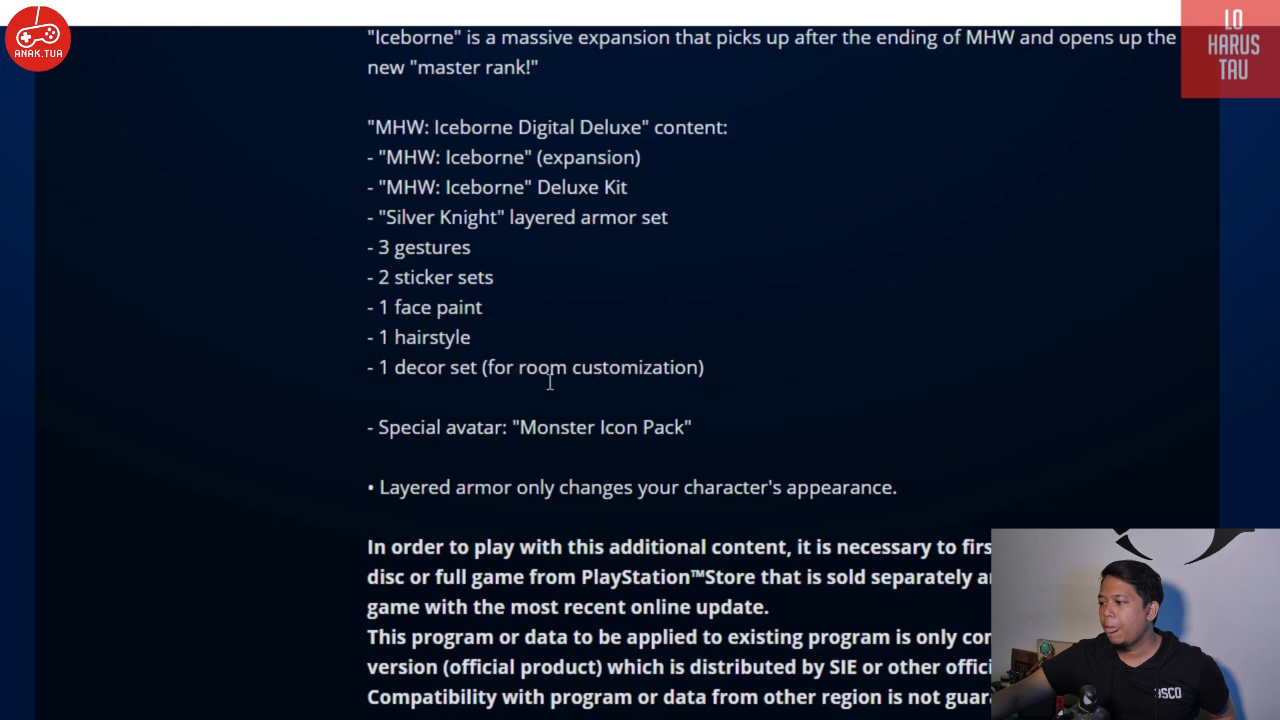 ANAK.TUA
LO
HARUS
TAU
"Iceborne" is a massive expansion that picks up after the ending of MHW and opens up the
new "master rank!"
"MHW: Iceborne Digital Deluxe" content:
- "MHW: Iceborne" (expansion)
- "MHW: Iceborne" Deluxe Kit
- "Silver Knight" layered armor set
- 3 gestures
- 2 sticker sets
- 1 face paint
- 1 hairstyle
- 1 decor set (for room customization)
- Special avatar: "Monster Icon Pack"
• Layered armor only changes your character's appearance.
In order to play with this additional content, it is necessary to
disc or full game from PlayStation™Store that is sold separately
game with the most recent online update.
This program or data to be applied to existing program is only
version (official product) which is distributed by SIE or other
Compatibility with program or data from other region is not